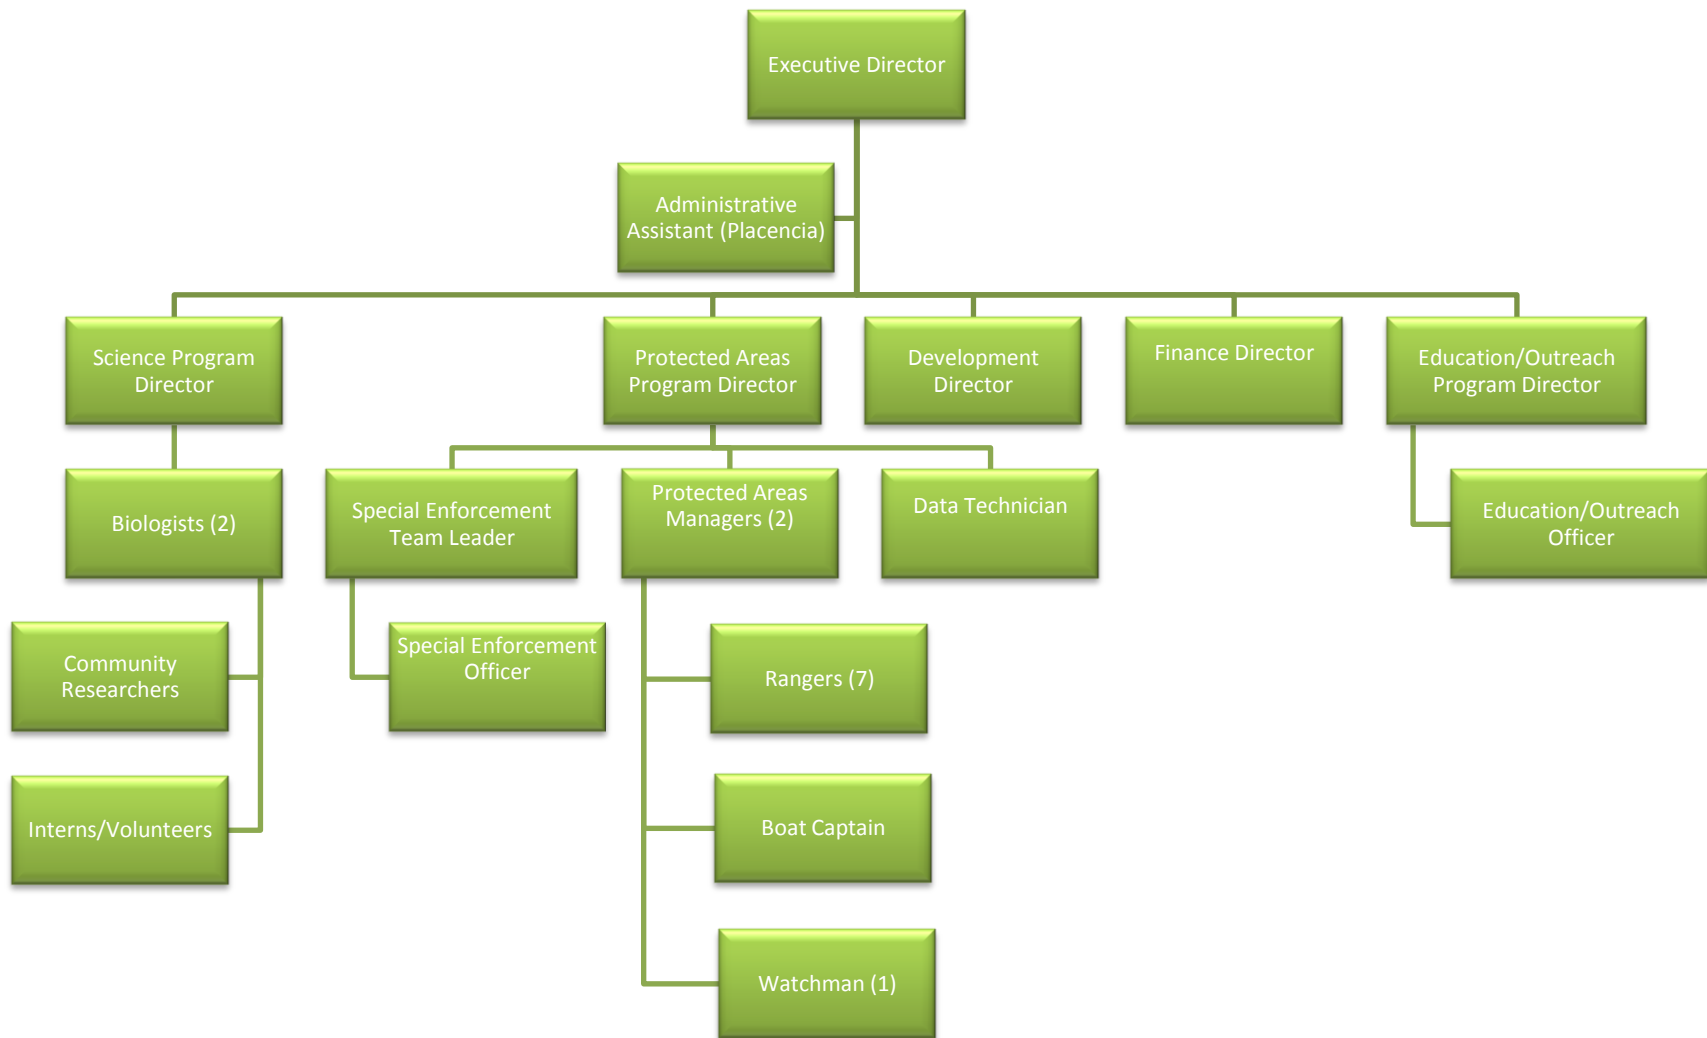 Executive Director
Administrative
Assistant (Placencia)
Science Program
Director
Protected Areas
Program Director
Development
Director
Finance Director
Education/Outreach
Program Director
Biologists (2)
Special Enforcement
Team Leader
Protected Areas
Managers (2)
Data Technician
Education/Outreach
Officer
Community
Researchers
Special Enforcement
Officer
Rangers (7)
Interns/Volunteers
Boat Captain
Watchman (1)